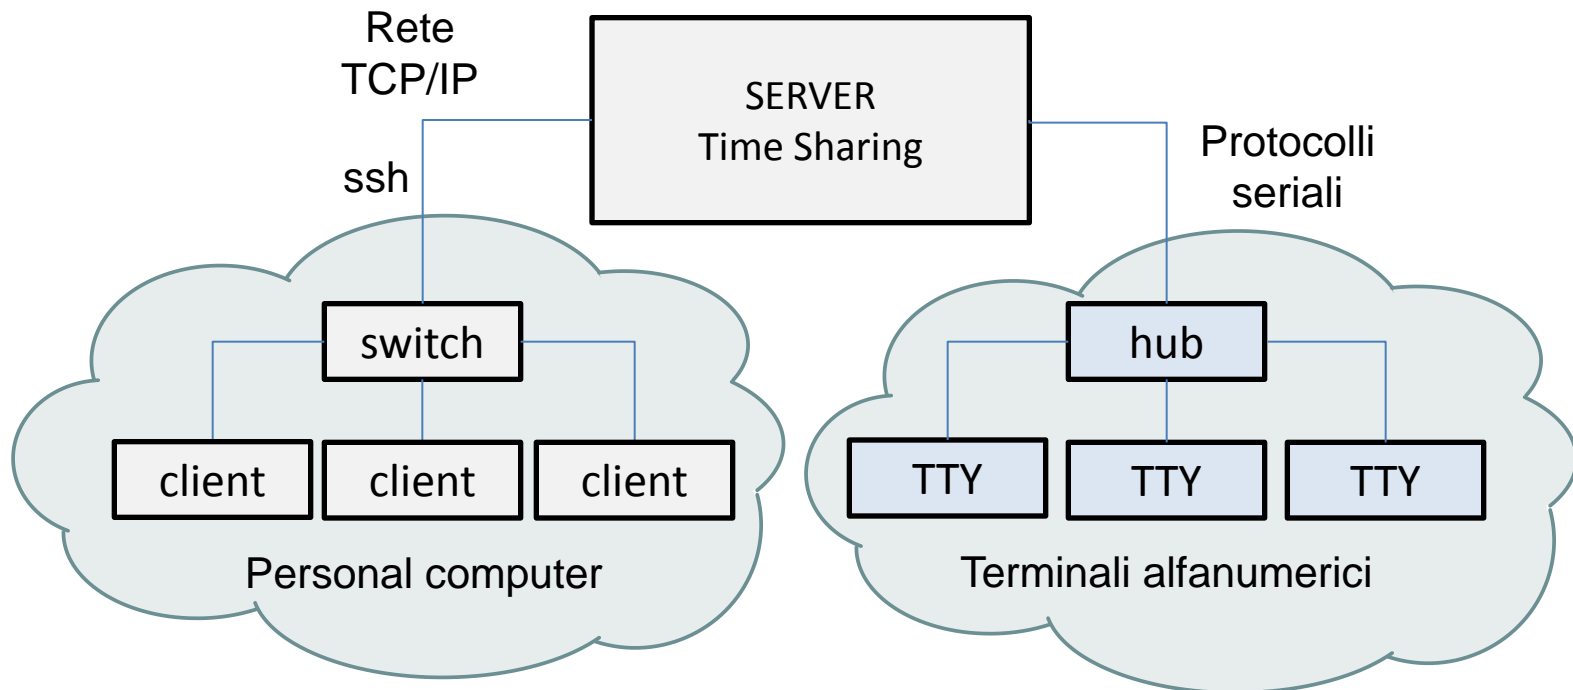 Rete
TCP/IP
SERVER
Time Sharing
Protocolli
seriali
ssh
switch
hub
client
client
client
TTY
TTY
TTY
Personal computer
Terminali alfanumerici